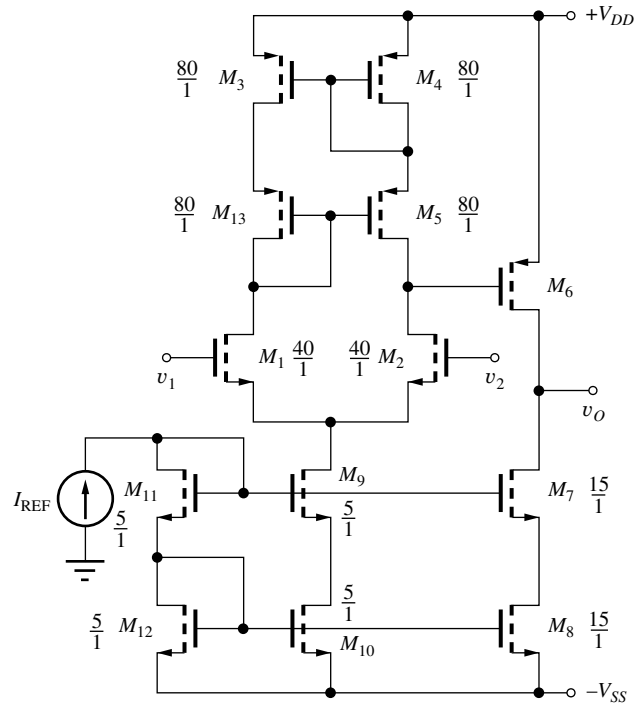 +V_DD
80/1 M_3 M_4 80/1
80/1 M_13 M_5 80/1
M_6
M_1 40/1 40/1 M_2
v_1 v_2 v_O
M_11 M_9 M_7 15/1
I_REF 5/1 5/1
5/1 M_12 5/1 M_10 M_8 15/1
−V_SS